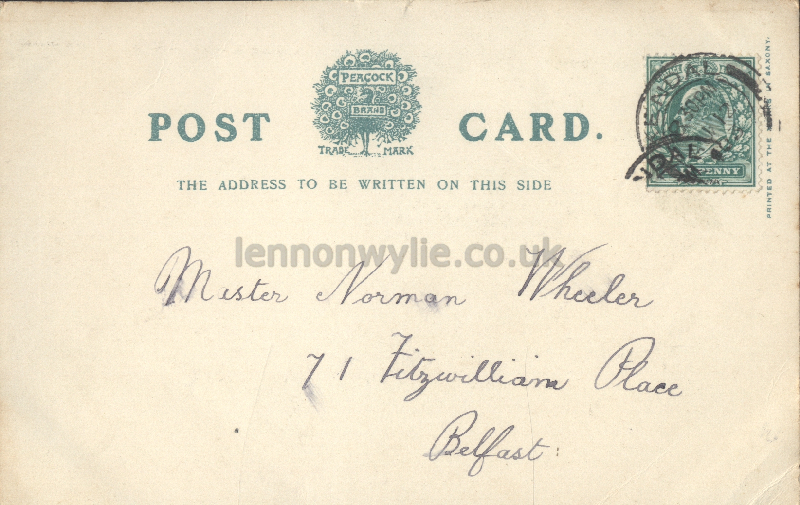 PEACOCK
BRAND
TRADE MARK
POST CARD.
THE ADDRESS TO BE WRITTEN ON THIS SIDE
PENNY
PRINTED AT THE
SAXONY.
lennonwylie.co.uk
Mester Norman Wheeler
71 Fitzwilliam Place
Belfast: